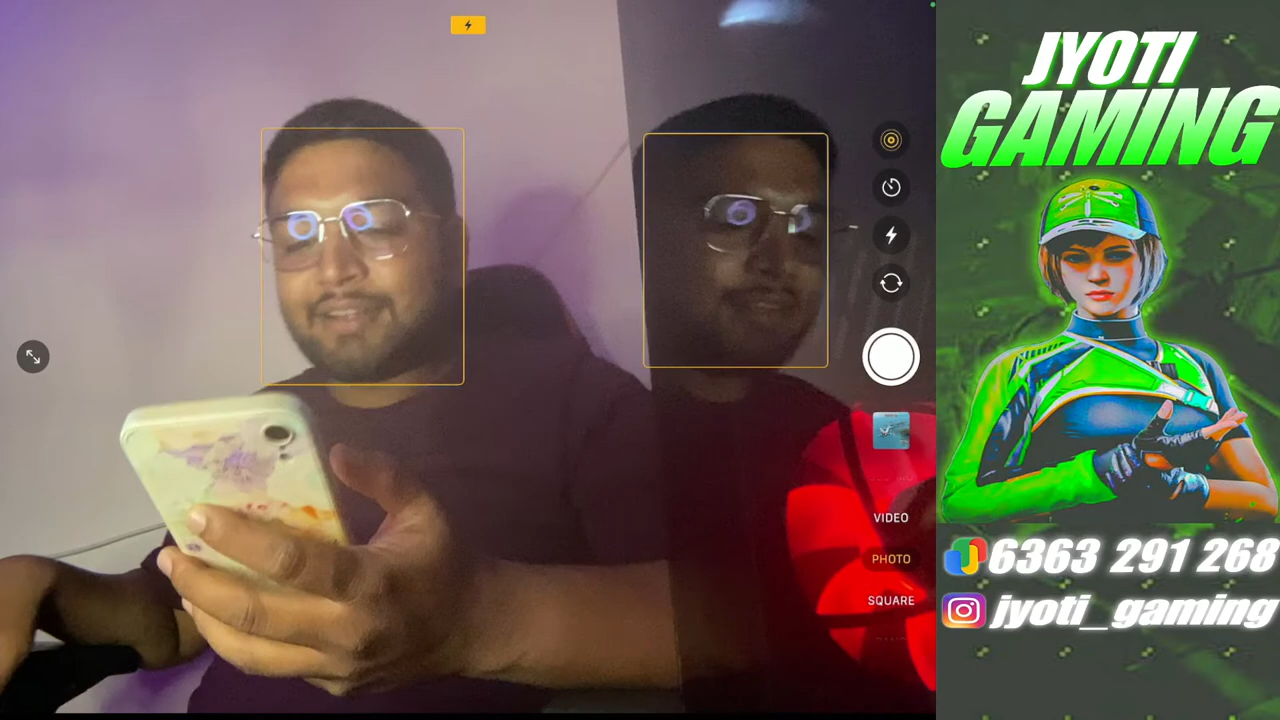 JYOTI
GAMING
VIDEO
PHOTO
SQUARE
6363 291 268
jyoti_gaming